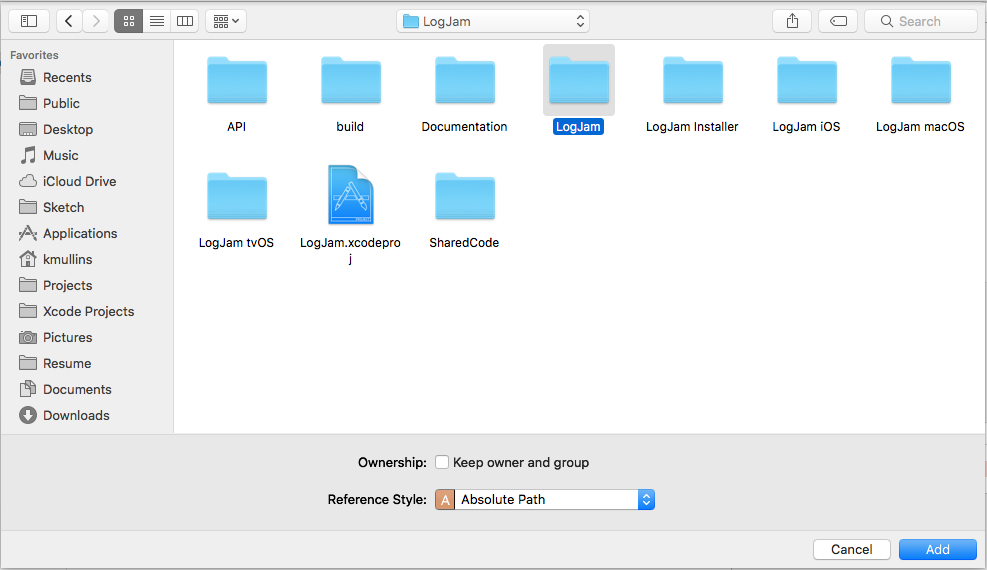 LogJam
Search
Favorites
Recents
Public
Desktop
Music
iCloud Drive
Sketch
Applications
kmullins
Projects
Xcode Projects
Pictures
Resume
Documents
Downloads
API
build
Documentation
LogJam
LogJam Installer
LogJam iOS
LogJam macOS
LogJam tvOS
PROJECT
LogJam.xcodepro
j
SharedCode
Ownership: Keep owner and group
Reference Style: A Absolute Path
Cancel Add